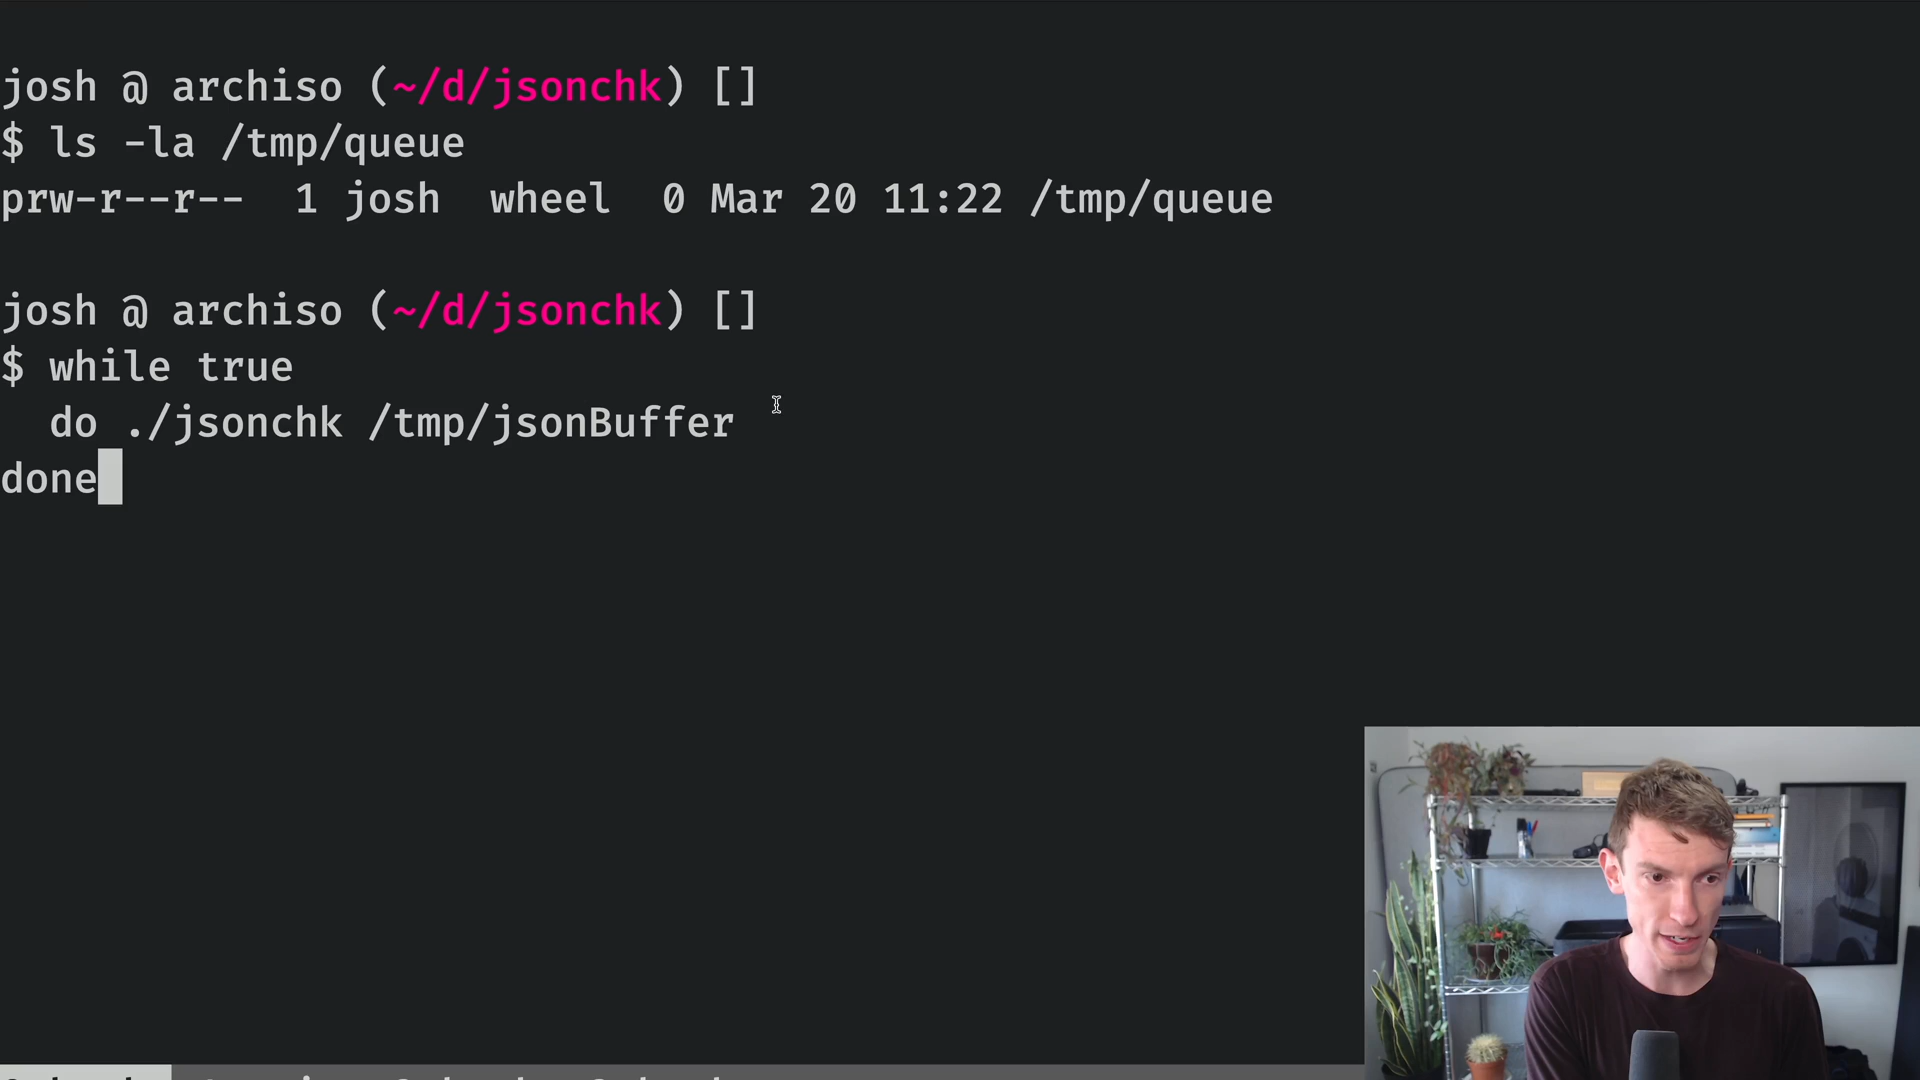 josh @ archiso (~/d/jsonchk) []
$ ls -la /tmp/queue
prw-r--r--  1 josh  wheel  0 Mar 20 11:22 /tmp/queue
josh @ archiso (~/d/jsonchk) []
$ while true
  do ./jsonchk /tmp/jsonBuffer
done